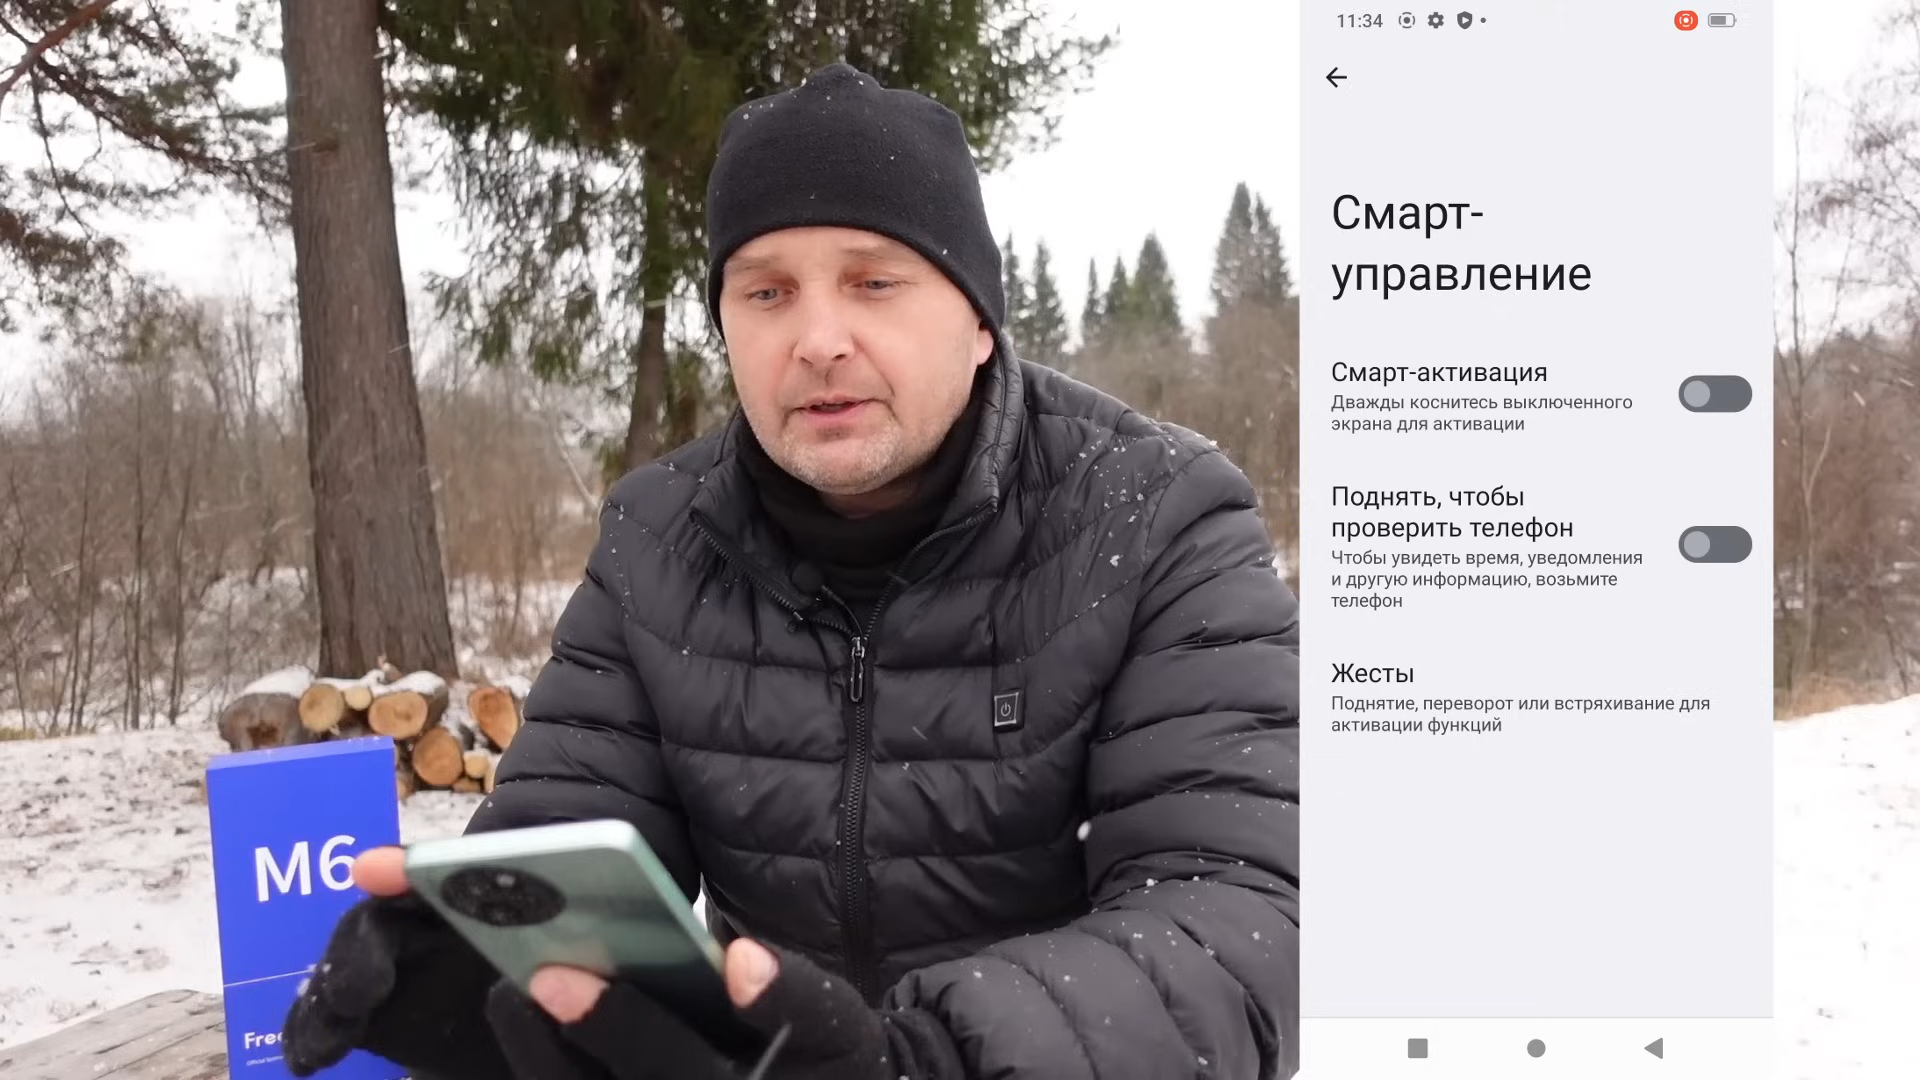 11:34
Смарт-
управление
Смарт-активация
Дважды коснитесь выключенного
экрана для активации
Поднять, чтобы
проверить телефон
Чтобы увидеть время, уведомления
и другую информацию, возьмите
телефон
Жесты
Поднятие, переворот или встряхивание для
активации функций
M6